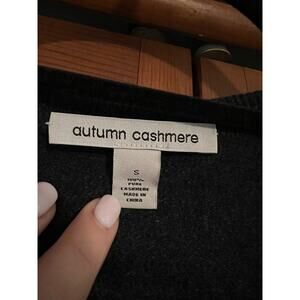 autumn cashmere
S
100%
PURE
CASHMERE
MADE IN
CHINA